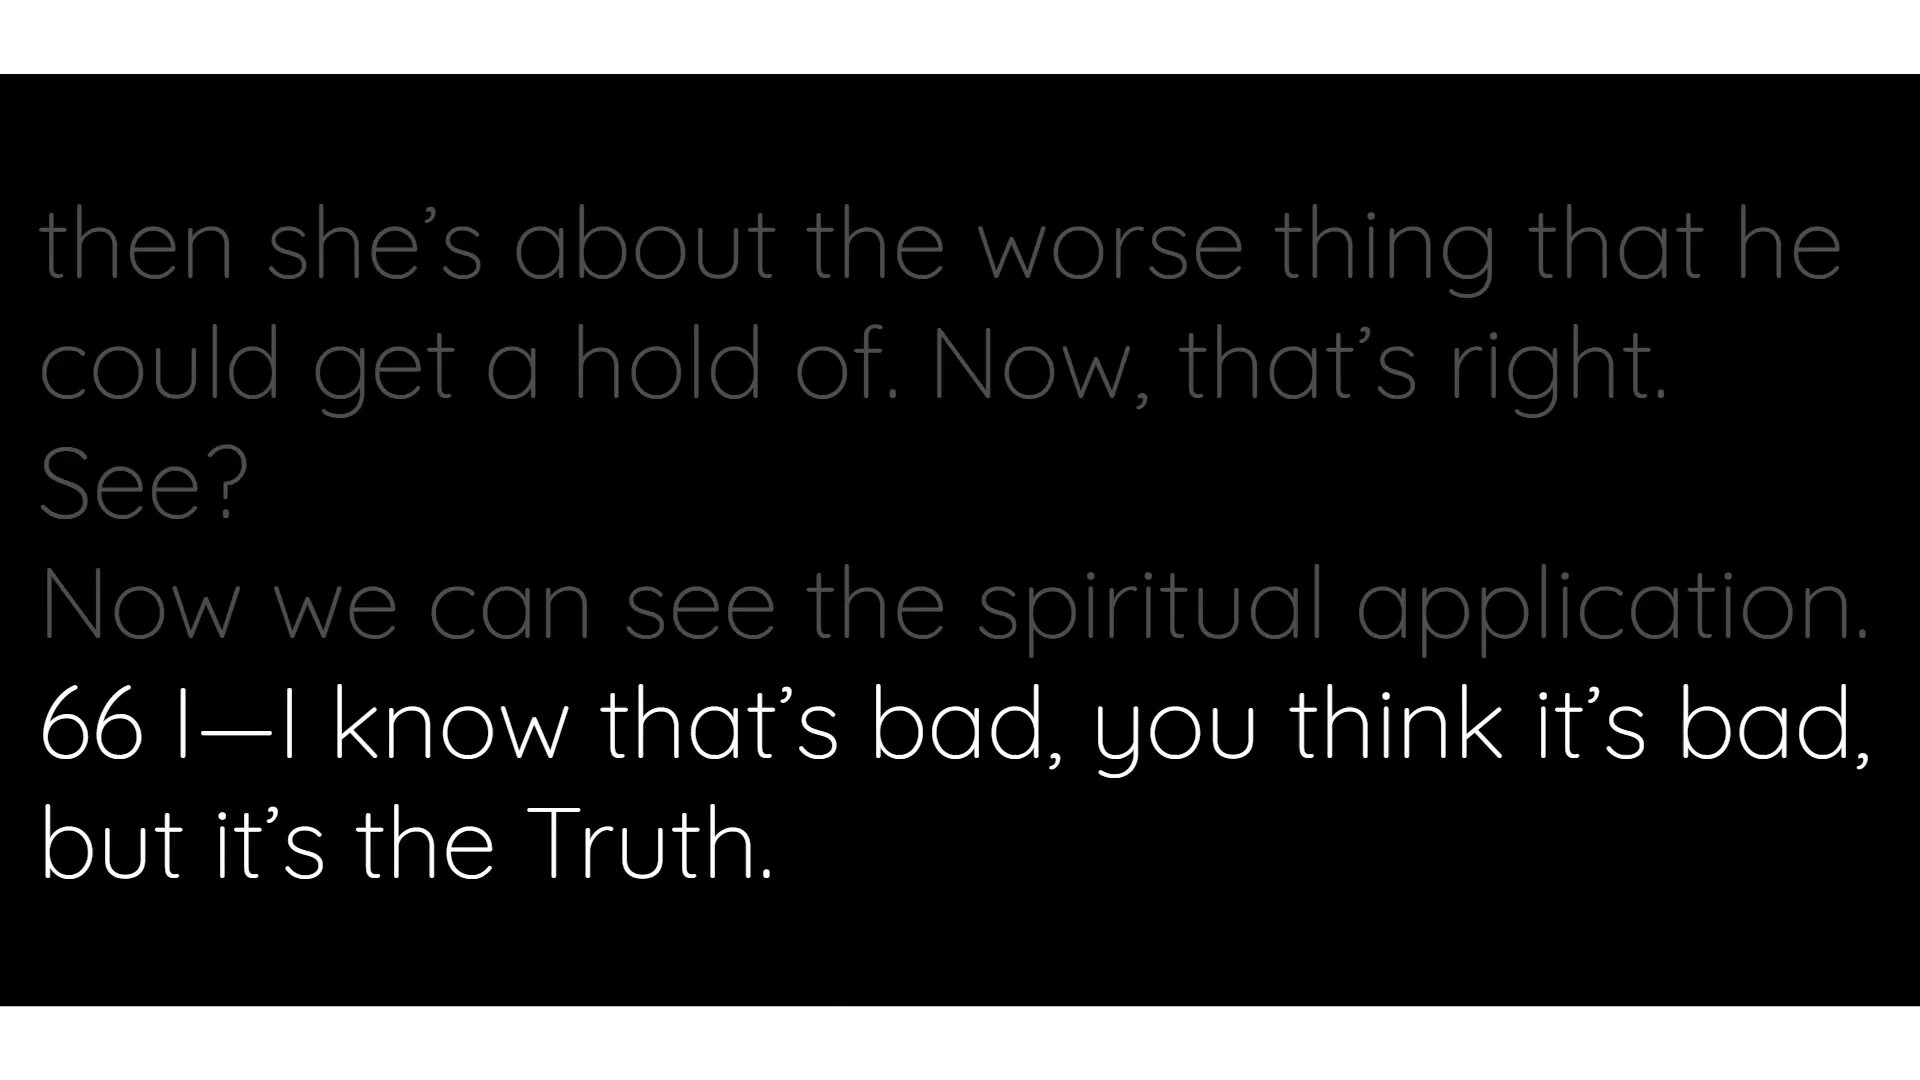 then she’s about the worse thing that he
could get a hold of. Now, that’s right.
See?
Now we can see the spiritual application.
66 I—I know that’s bad, you think it’s bad,
but it’s the Truth.